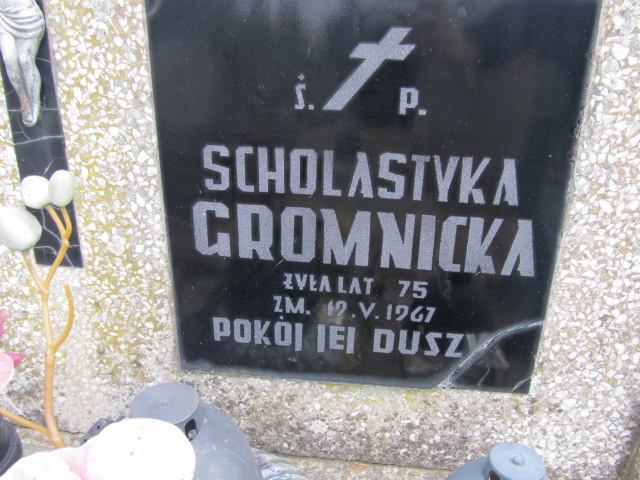 Ś. P.
SCHOLASTYKA
GROMNICKA
ŻYŁA LAT 75
ZM. 12.V.1967
POKÓJ JEJ DUSZY